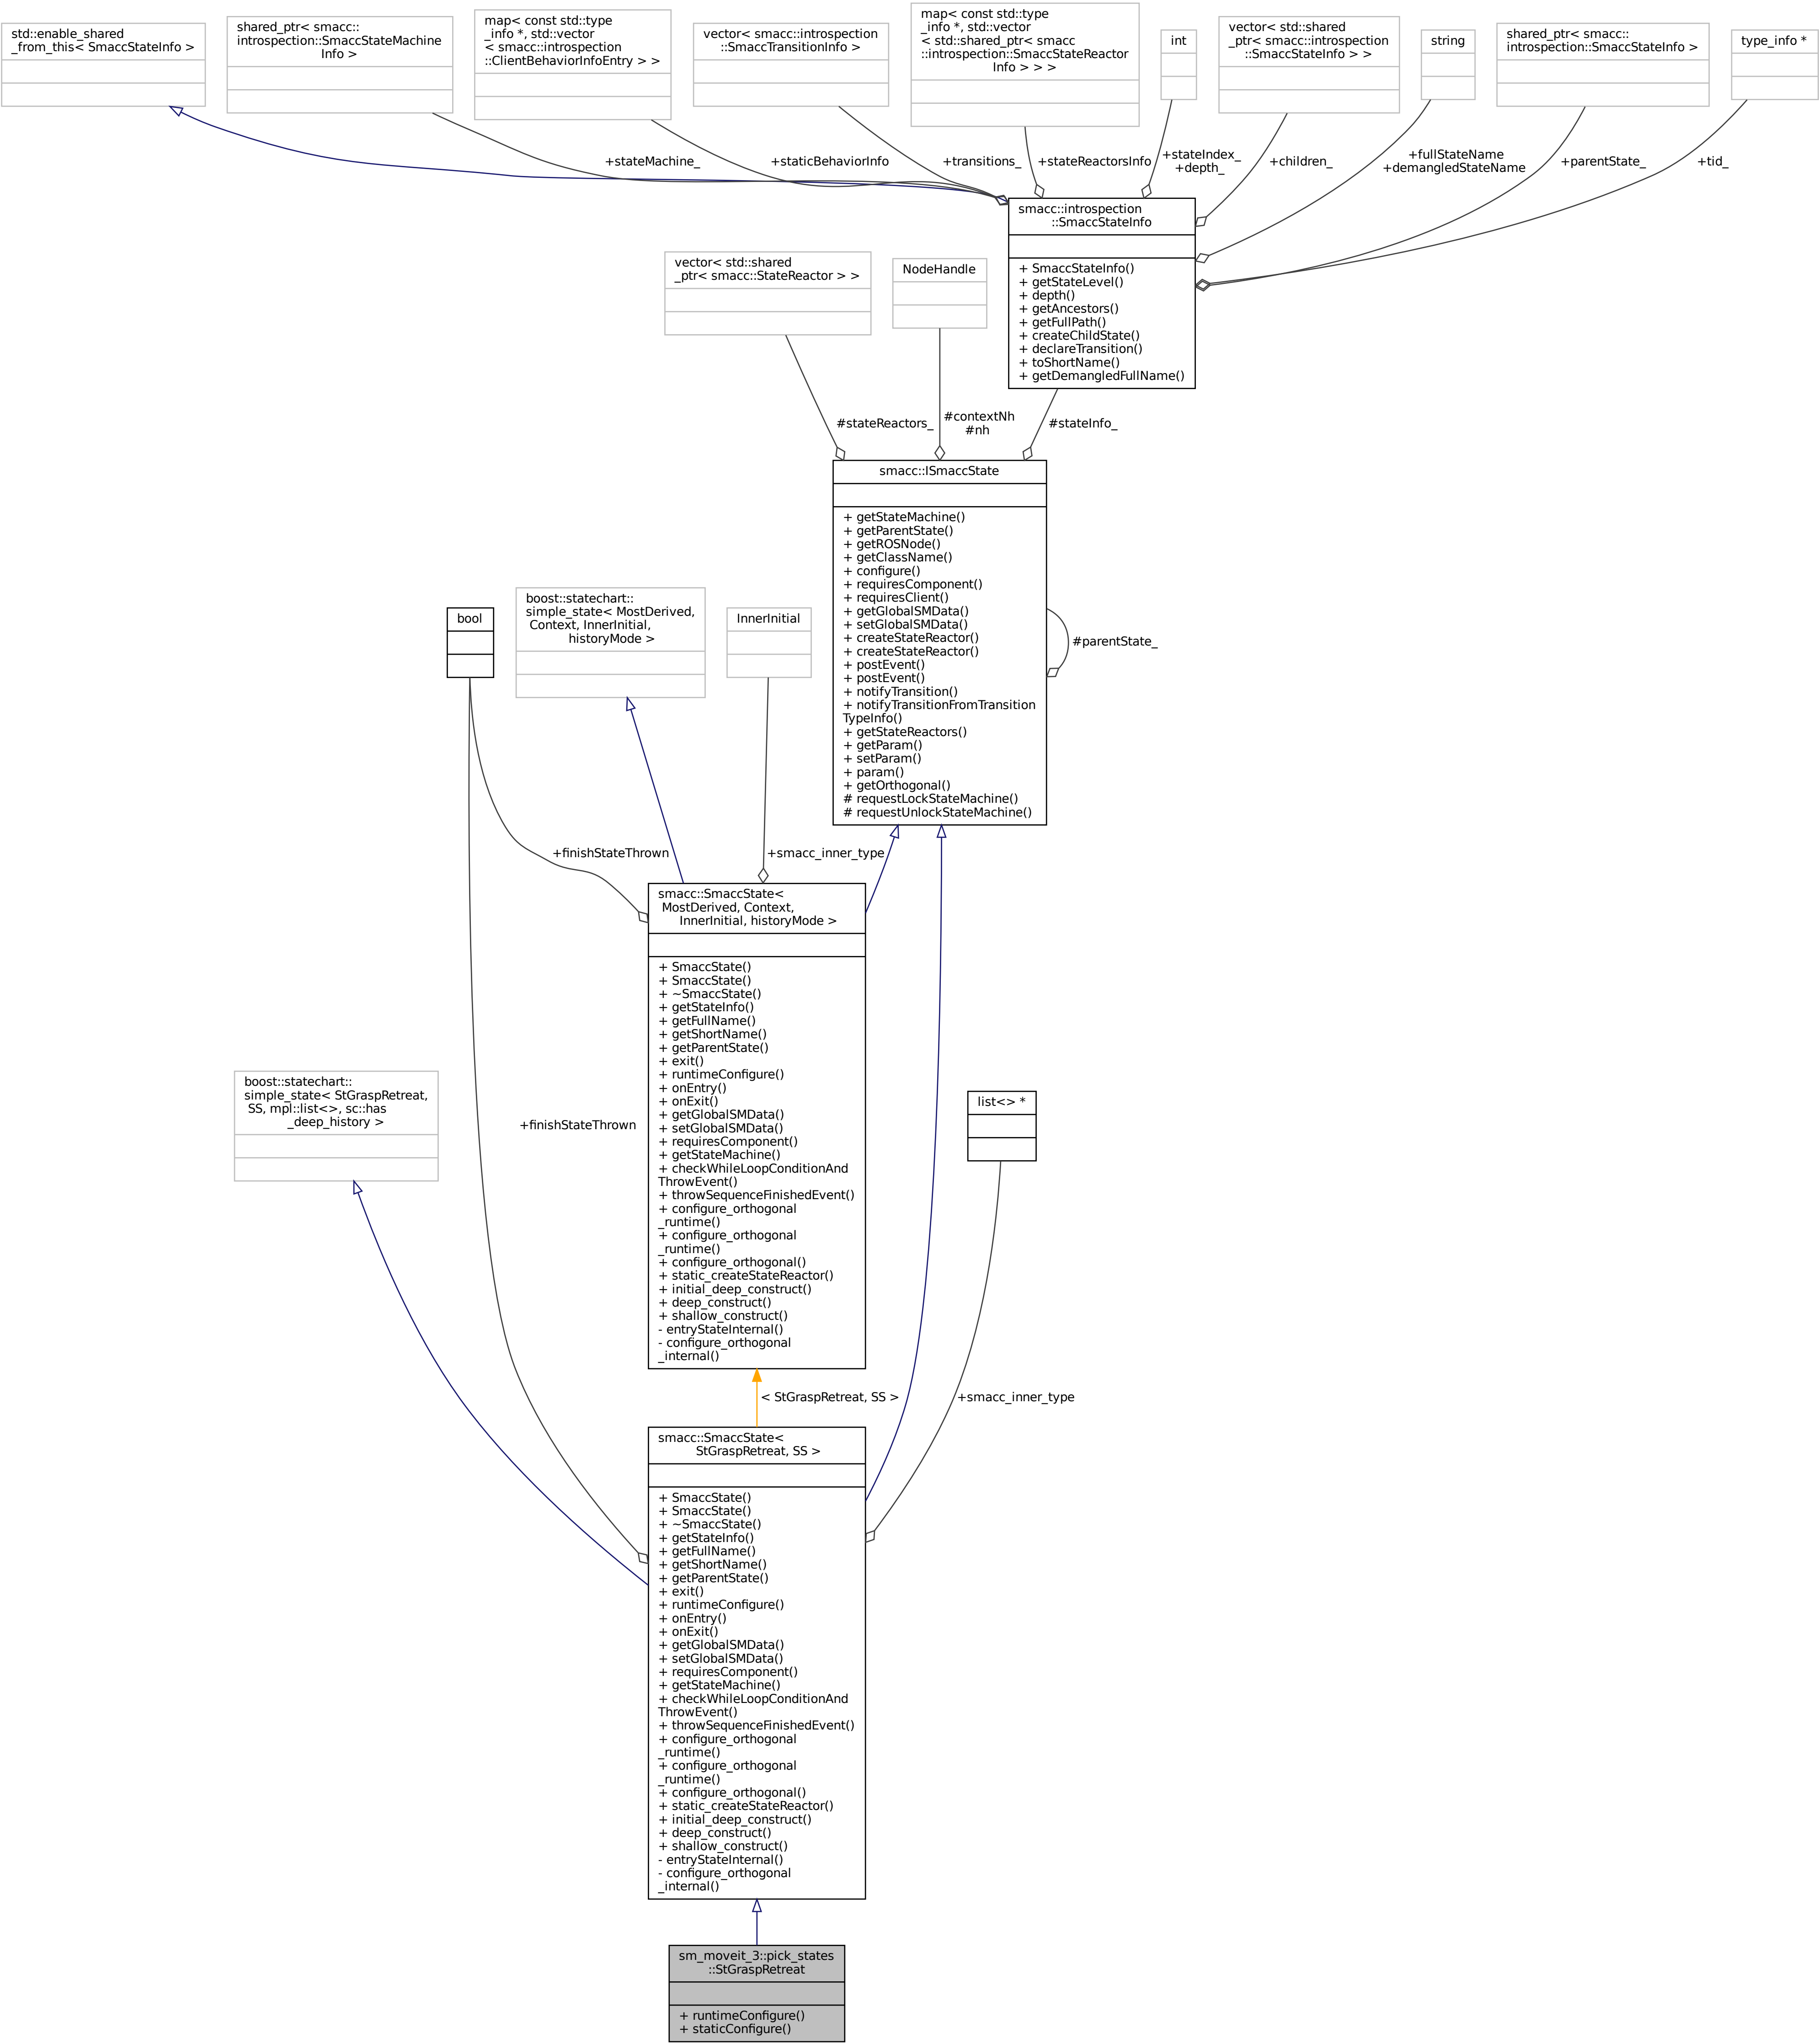 std::enable_shared
_from_this< SmaccStateInfo >
shared_ptr< smacc::
introspection::SmaccStateMachine
Info >
map< const std::type
_info *, std::vector
< smacc::introspection
::ClientBehaviorInfoEntry > >
vector< smacc::introspection
::SmaccTransitionInfo >
map< const std::type
_info *, std::vector
< std::shared_ptr< smacc
::introspection::SmaccStateReactor
Info > > >
int
vector< std::shared
_ptr< smacc::introspection
::SmaccStateInfo > >
string
shared_ptr< smacc::
introspection::SmaccStateInfo >
type_info *
+stateMachine_
+staticBehaviorInfo
+transitions_
+stateReactorsInfo
+stateIndex_
+depth_
+children_
+fullStateName
+demangledStateName
+parentState_
+tid_
smacc::introspection
::SmaccStateInfo
+ SmaccStateInfo()
+ getStateLevel()
+ depth()
+ getAncestors()
+ getFullPath()
+ createChildState()
+ declareTransition()
+ toShortName()
+ getDemangledFullName()
vector< std::shared
_ptr< smacc::StateReactor > >
NodeHandle
#stateReactors_
#contextNh
#nh
#stateInfo_
smacc::ISmaccState
+ getStateMachine()
+ getParentState()
+ getROSNode()
+ getClassName()
+ configure()
+ requiresComponent()
+ requiresClient()
+ getGlobalSMData()
+ setGlobalSMData()
+ createStateReactor()
+ createStateReactor()
+ postEvent()
+ postEvent()
+ notifyTransition()
+ notifyTransitionFromTransition
TypeInfo()
+ getStateReactors()
+ getParam()
+ setParam()
+ param()
+ getOrthogonal()
# requestLockStateMachine()
# requestUnlockStateMachine()
#parentState_
bool
boost::statechart::
simple_state< MostDerived,
Context, InnerInitial,
historyMode >
InnerInitial
+finishStateThrown
+smacc_inner_type
smacc::SmaccState<
MostDerived, Context,
InnerInitial, historyMode >
+ SmaccState()
+ SmaccState()
+ ~SmaccState()
+ getStateInfo()
+ getFullName()
+ getShortName()
+ getParentState()
+ exit()
+ runtimeConfigure()
+ onEntry()
+ onExit()
+ getGlobalSMData()
+ setGlobalSMData()
+ requiresComponent()
+ getStateMachine()
+ checkWhileLoopConditionAnd
ThrowEvent()
+ throwSequenceFinishedEvent()
+ configure_orthogonal
_runtime()
+ configure_orthogonal
_runtime()
+ configure_orthogonal()
+ static_createStateReactor()
+ initial_deep_construct()
+ deep_construct()
+ shallow_construct()
- entryStateInternal()
- configure_orthogonal
_internal()
boost::statechart::
simple_state< StGraspRetreat,
SS, mpl::list<>, sc::has
_deep_history >
+finishStateThrown
list<> *
< StGraspRetreat, SS >
+smacc_inner_type
smacc::SmaccState<
StGraspRetreat, SS >
+ SmaccState()
+ SmaccState()
+ ~SmaccState()
+ getStateInfo()
+ getFullName()
+ getShortName()
+ getParentState()
+ exit()
+ runtimeConfigure()
+ onEntry()
+ onExit()
+ getGlobalSMData()
+ setGlobalSMData()
+ requiresComponent()
+ getStateMachine()
+ checkWhileLoopConditionAnd
ThrowEvent()
+ throwSequenceFinishedEvent()
+ configure_orthogonal
_runtime()
+ configure_orthogonal
_runtime()
+ configure_orthogonal()
+ static_createStateReactor()
+ initial_deep_construct()
+ deep_construct()
+ shallow_construct()
- entryStateInternal()
- configure_orthogonal
_internal()
sm_moveit_3::pick_states
::StGraspRetreat
+ runtimeConfigure()
+ staticConfigure()